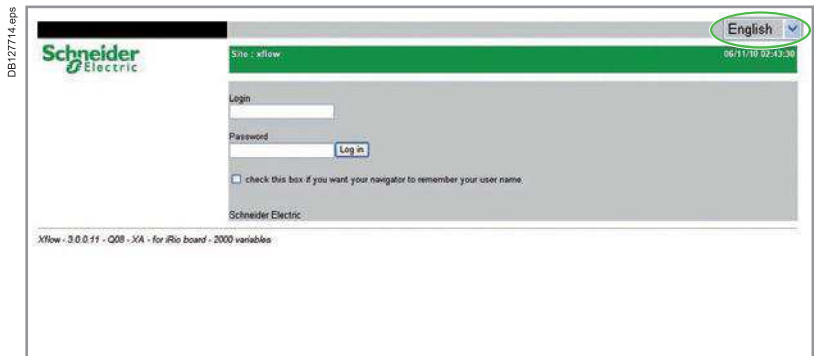 DB127714.eps
English
Schneider
Electric
Site : xflow
06/11/10 02:43:30
Login
Password
Log in
check this box if you want your navigator to remember your user name.
Schneider Electric
Xflow - 3.0.0.11 - Q08 - XA - for iRio board - 2000 variables